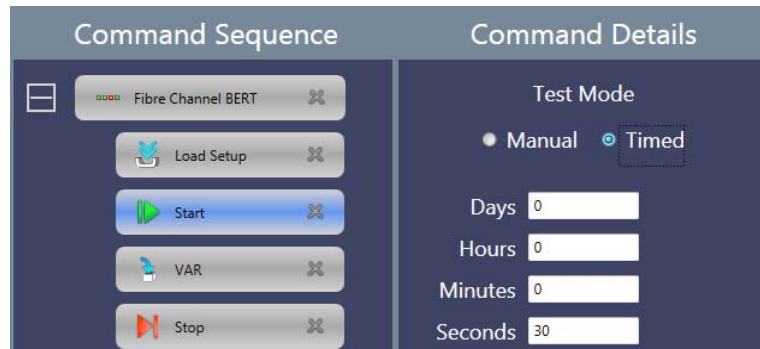 Command Sequence
Fibre Channel BERT
Load Setup
Start
VAR
Stop
Command Details
Test Mode
Manual Timed
Days 0
Hours 0
Minutes 0
Seconds 30